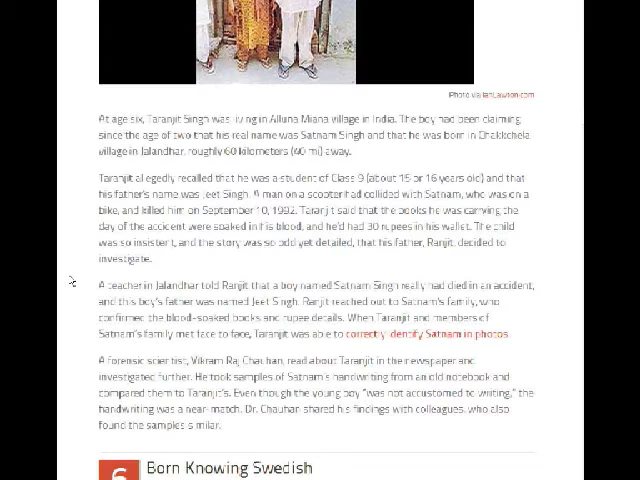 Photo via IanLawton.com
At age six, Taranjit Singh was living in Alluna Miana village in India. The boy had been claiming
since the age of two that his real name was Satnam Singh and that he was born in Chakkchela
village in Jalandhar, roughly 60 kilometers (40 mi) away.
Taranjit allegedly recalled that he was a student of Class 9 (about 15 or 16 years old) and that
his father's name was Jeet Singh. A man on a scooter had collided with Satnam, who was on a
bike, and killed him on September 10, 1992. Taranjit said that the books he was carrying the
day of the accident were soaked in his blood, and he'd had 30 rupees in his wallet. The child
was so insistent, and the story was so odd yet detailed, that his father, Ranjit, decided to
investigate.
A teacher in Jalandhar told Ranjit that a boy named Satnam Singh really had died in an accident,
and this boy's father was named Jeet Singh. Ranjit reached out to Satnam's family, who
confirmed the blood-soaked books and rupee details. When Taranjit and members of
Satnam's family met face to face, Taranjit was able to correctly identify Satnam in photos
A forensic scientist, Vikram Raj Chauhan, read about Taranjit in the newspaper and
investigated further. He took samples of Satnam's handwriting from an old notebook and
compared them to Taranjit's. Even though the young boy "was not accustomed to writing," the
handwriting was a near-match. Dr. Chauhan shared his findings with colleagues, who also
found the samples similar.
6 Born Knowing Swedish